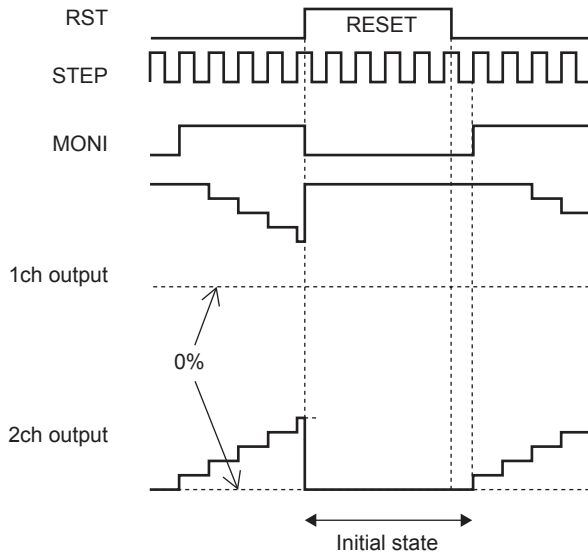 RST
RESET
STEP
MONI
1ch output
0%
2ch output
Initial state